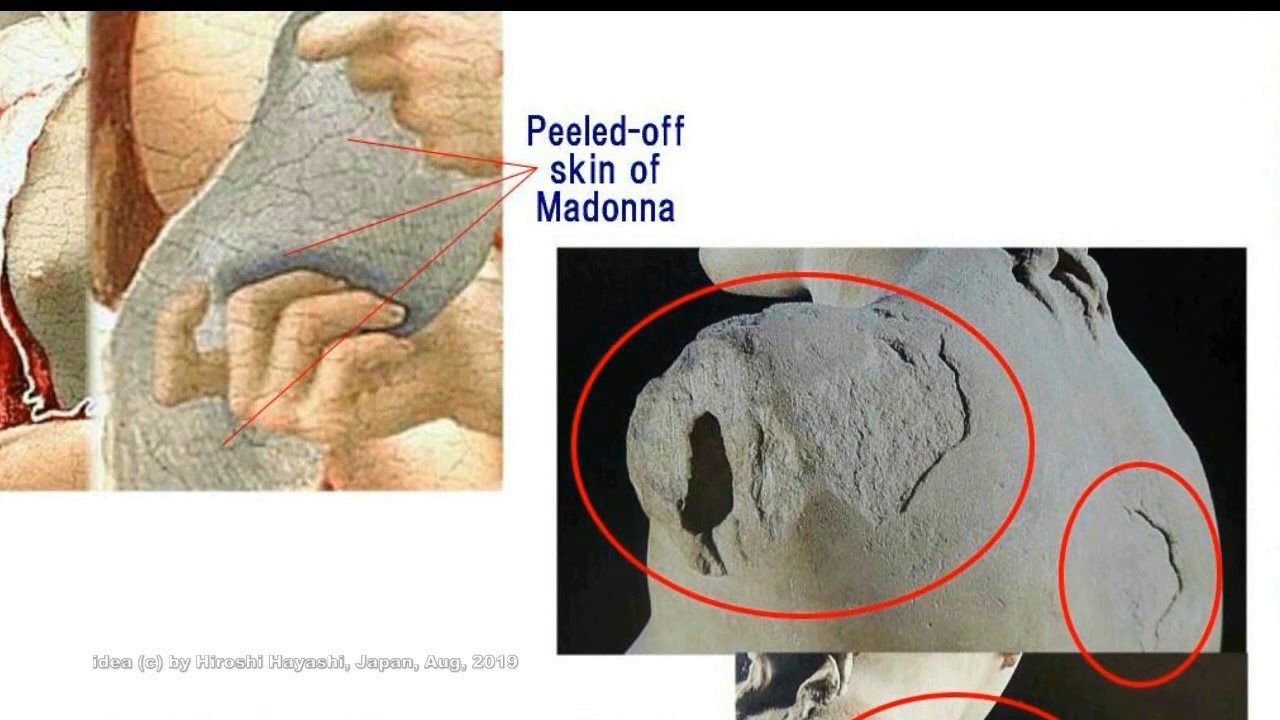 Peeled-off
skin of
Madonna
idea (c) by Hiroshi Hayashi, Japan, Aug, 2019